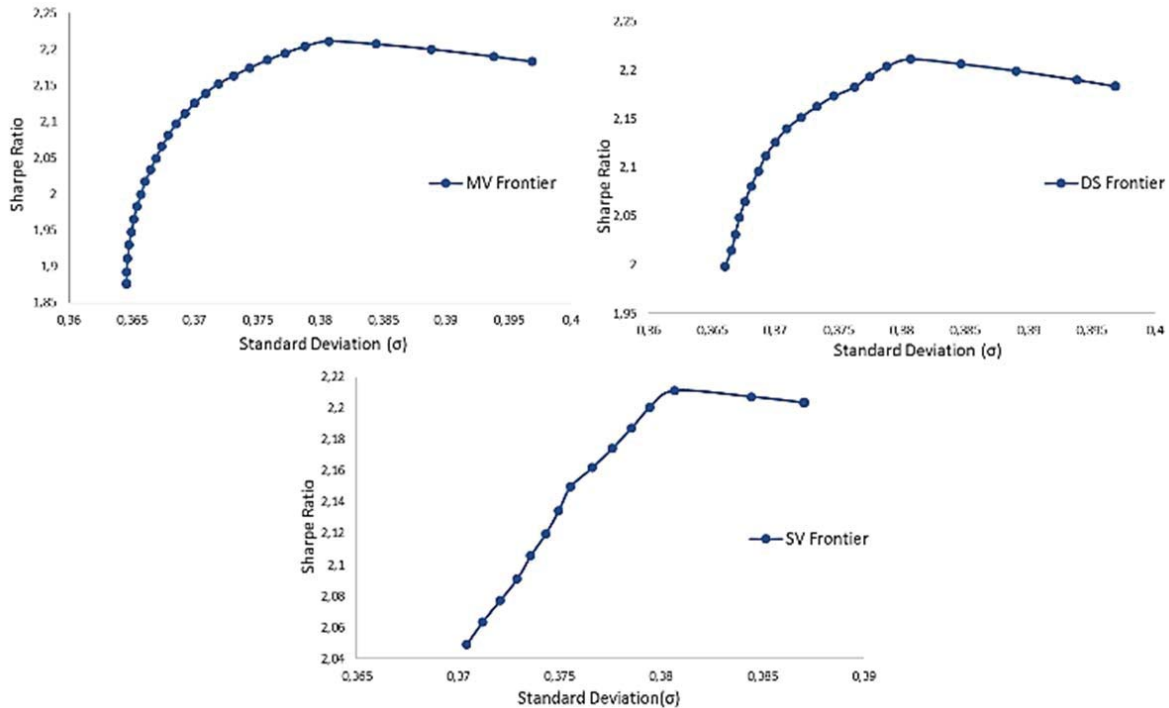 2,25
2,2
2,15
2,1
2,05
2
1,95
1,9
1,85
Sharpe Ratio
MV Frontier
0,36 0,365 0,37 0,375 0,38 0,385 0,39 0,395 0,4
Standard Deviation (σ)
2,25
2,2
2,15
2,1
2,05
2
1,95
Sharpe Ratio
DS Frontier
0,36 0,365 0,37 0,375 0,38 0,385 0,39 0,395 0,4
Standard Deviation (σ)
2,22
2,2
2,18
2,16
2,14
2,12
2,1
2,08
2,06
2,04
Sharpe Ratio
SV Frontier
0,365 0,37 0,375 0,38 0,385 0,39
Standard Deviation(σ)